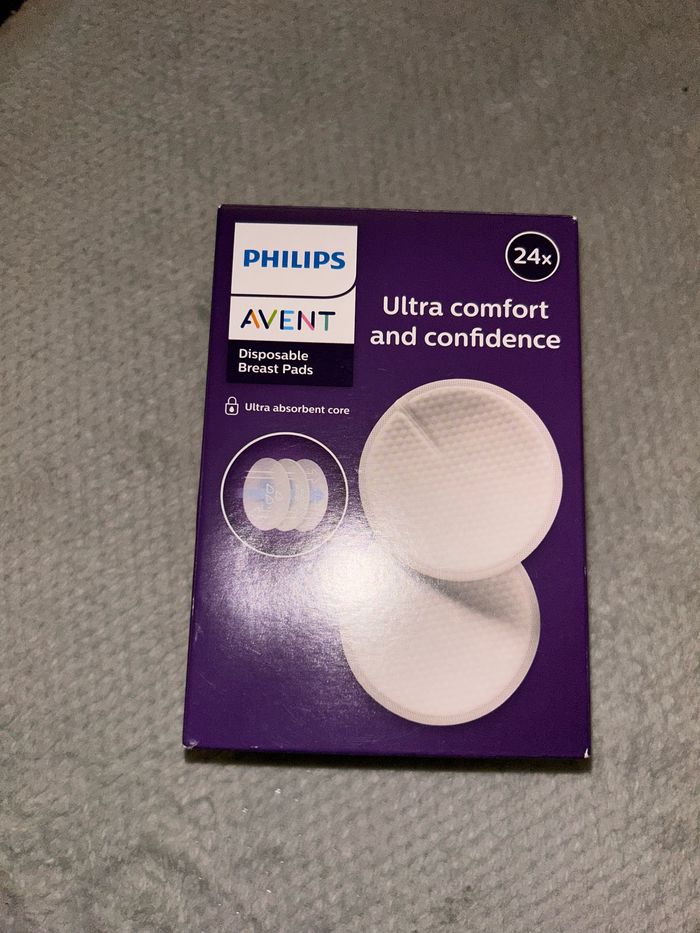 PHILIPS
AVENT
Disposable
Breast Pads
Ultra absorbent core
24x
Ultra comfort
and confidence